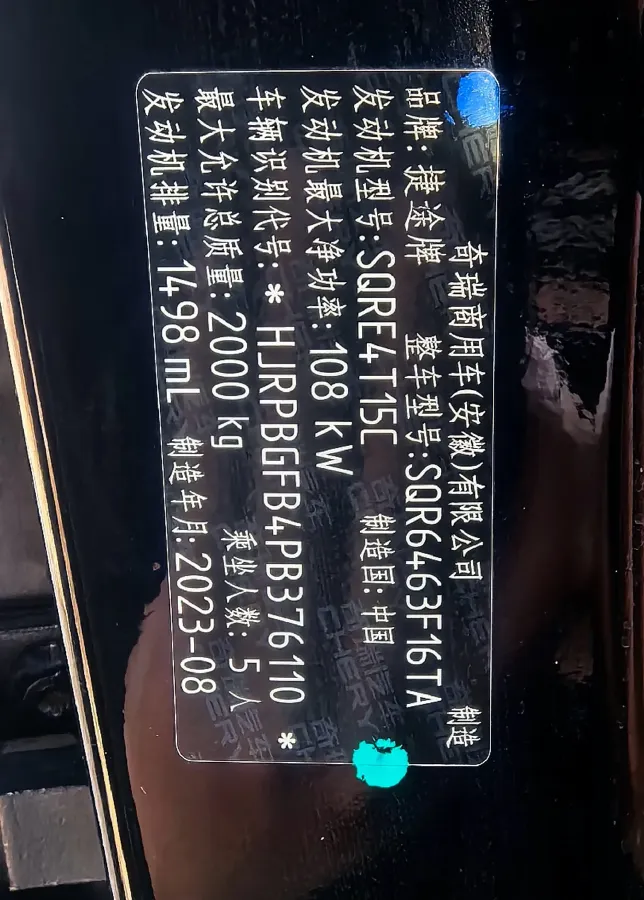 奇瑞商用车(安徽)有限公司 制造
品牌: 捷途牌 整车型号:SQR6463F16TA
发动机型号:SQRE4T15C 制造国: 中国
发动机最大净功率: 108 kW
车辆识别代号: * HJRPBGFB4PB376110 *
最大允许总质量: 2000 kg 乘坐人数: 5 人
发动机排量: 1498 mL 制造年月: 2023-08